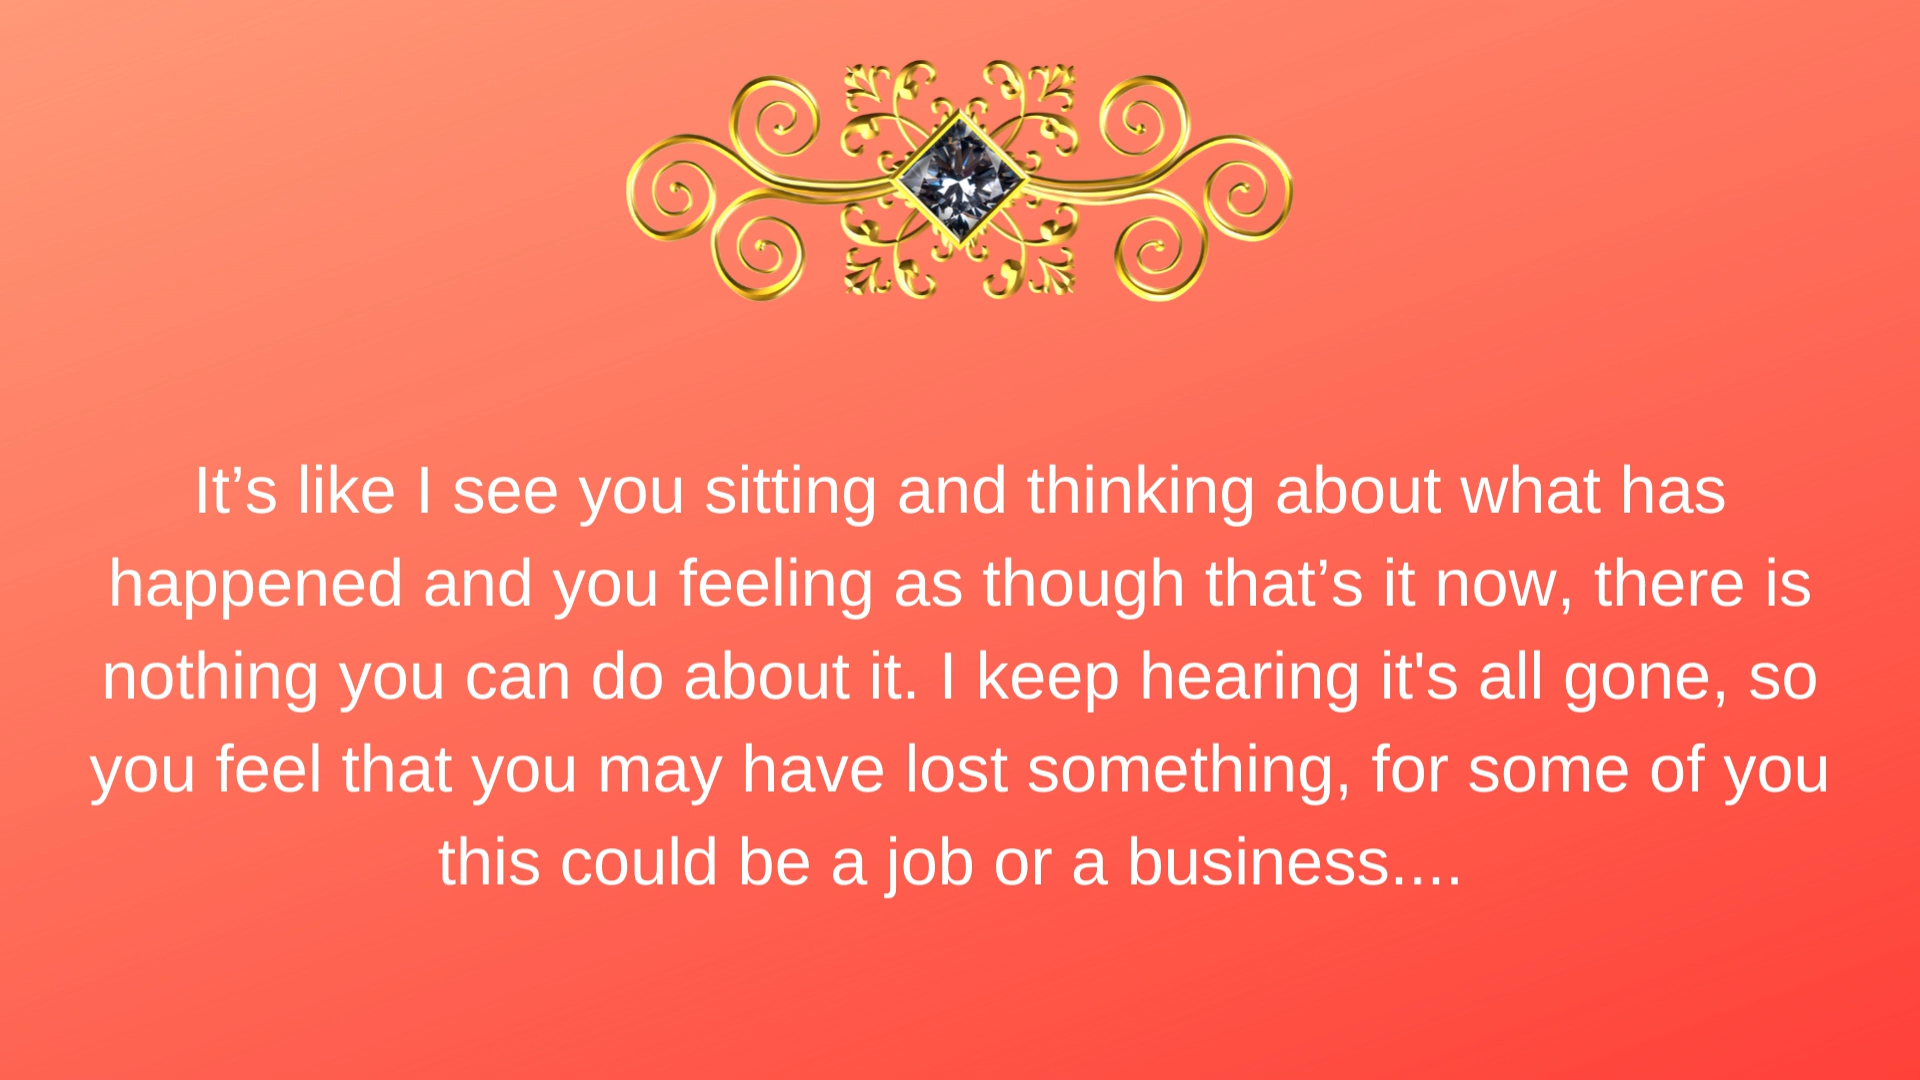 It’s like I see you sitting and thinking about what has
happened and you feeling as though that’s it now, there is
nothing you can do about it. I keep hearing it's all gone, so
you feel that you may have lost something, for some of you
this could be a job or a business....